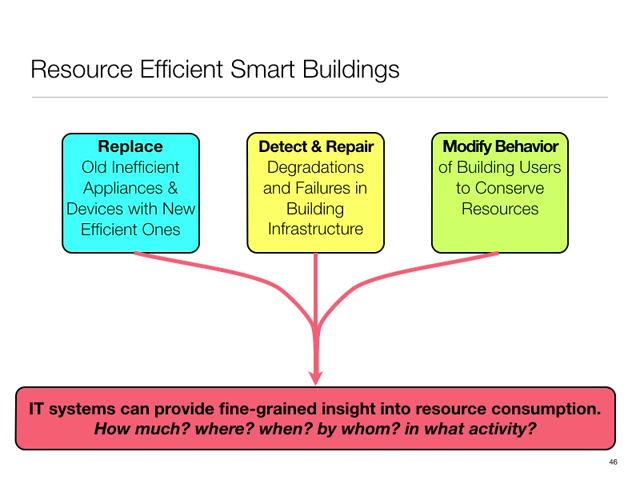 Resource Efficient Smart Buildings
Replace
Old Inefficient
Appliances &
Devices with New
Efficient Ones
Detect & Repair
Degradations
and Failures in
Building
Infrastructure
Modify Behavior
of Building Users
to Conserve
Resources
IT systems can provide fine-grained insight into resource consumption.
How much? where? when? by whom? in what activity?
46